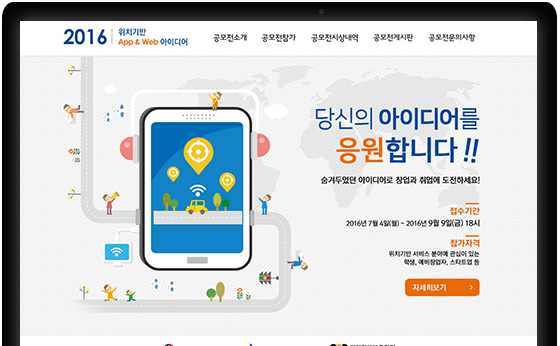 2016 위치기반
App & Web 아이디어
공모전소개 공모전참가 공모전시상내역 공모전게시판 공모전문의사항
당신의 아이디어를
응원합니다 !!
숨겨두었던 아이디어로 창업과 취업에 도전하세요!
접수기간
2016년 7월 4일(월) ~ 2016년 9월 9일(금) 18시
참가자격
위치기반 서비스 분야에 관심이 있는
학생, 예비창업자, 스타트업 등
자세히보기